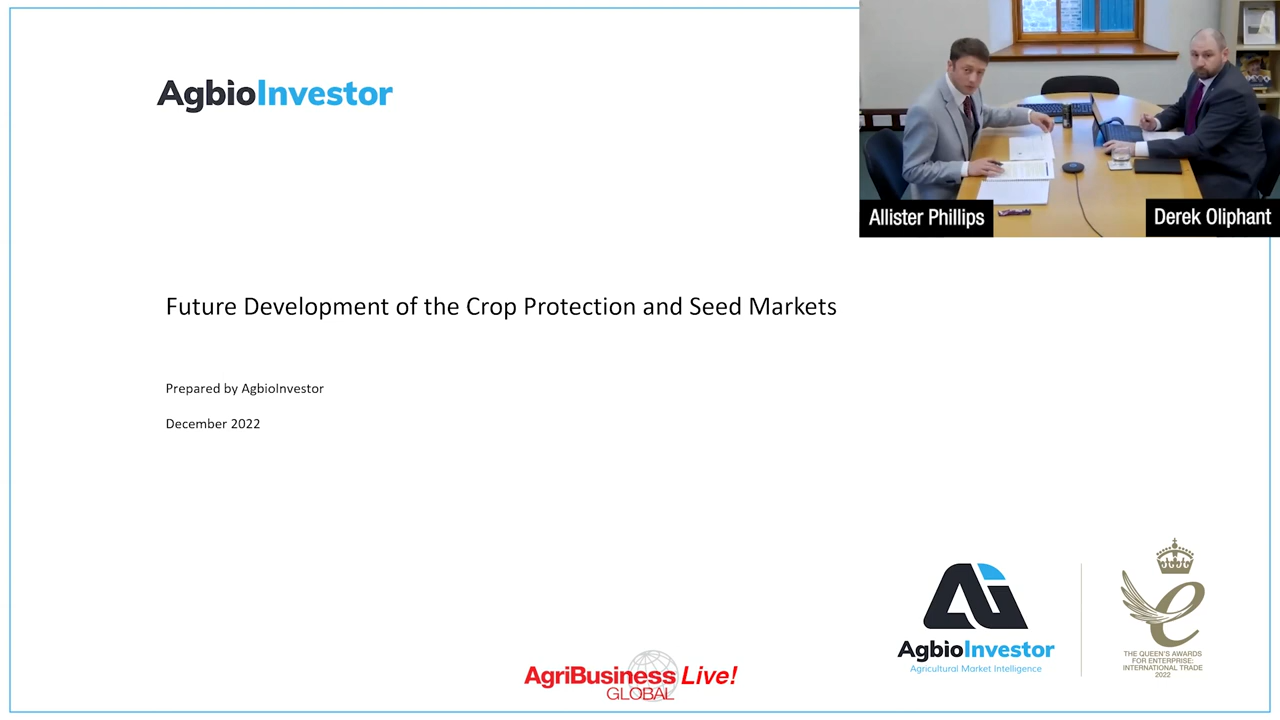 AgbioInvestor
Allister Phillips
Derek Oliphant
Future Development of the Crop Protection and Seed Markets
Prepared by AgbioInvestor
December 2022
AgbioInvestor
Agricultural Market Intelligence
THE QUEEN'S AWARDS
FOR ENTERPRISE:
INTERNATIONAL TRADE
2022
AgriBusiness Live!
GLOBAL